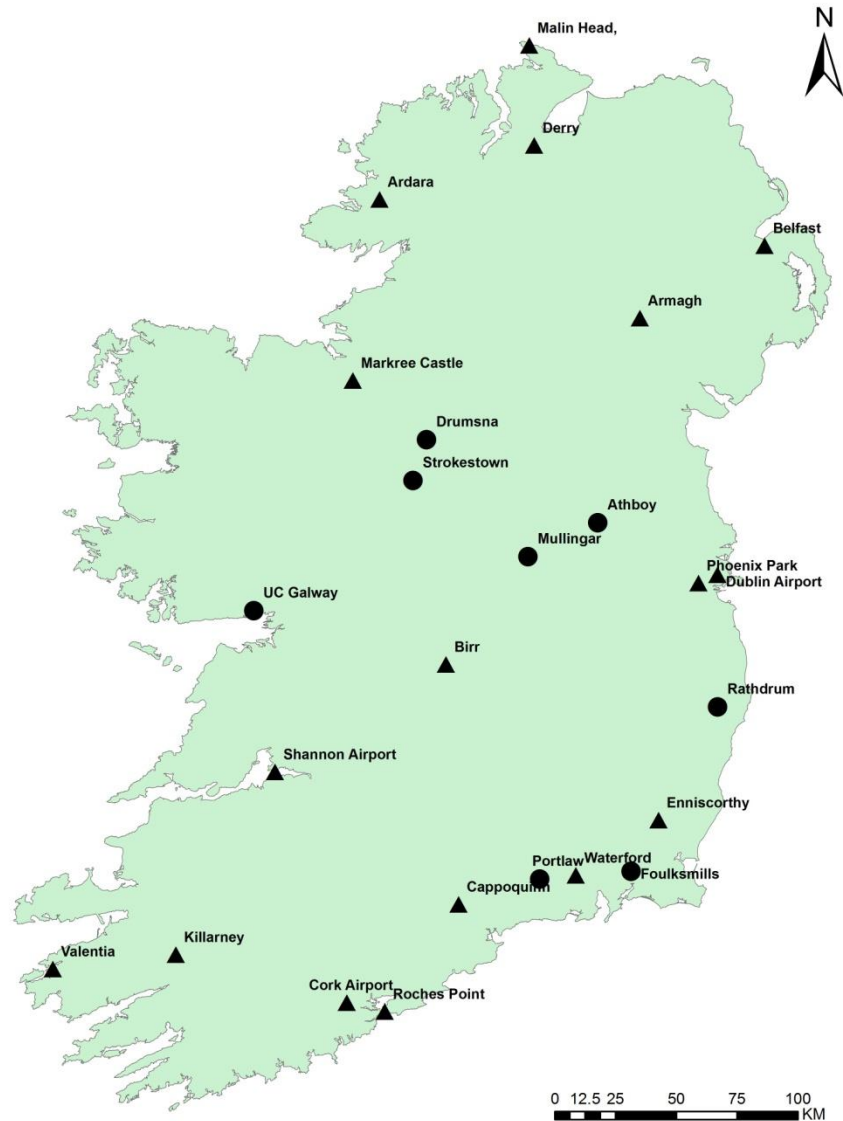 N
Malin Head,
Derry
Ardara
Belfast
Armagh
Markree Castle
Drumsna
Strokestown
Athboy
Mullingar
Phoenix Park
Dublin Airport
UC Galway
Birr
Rathdrum
Shannon Airport
Enniscorthy
Portlaw
Waterford
Foulksmills
Cappoquinn
Killarney
Valentia
Cork Airport
Roches Point
0 12.5 25 50 75 100
KM